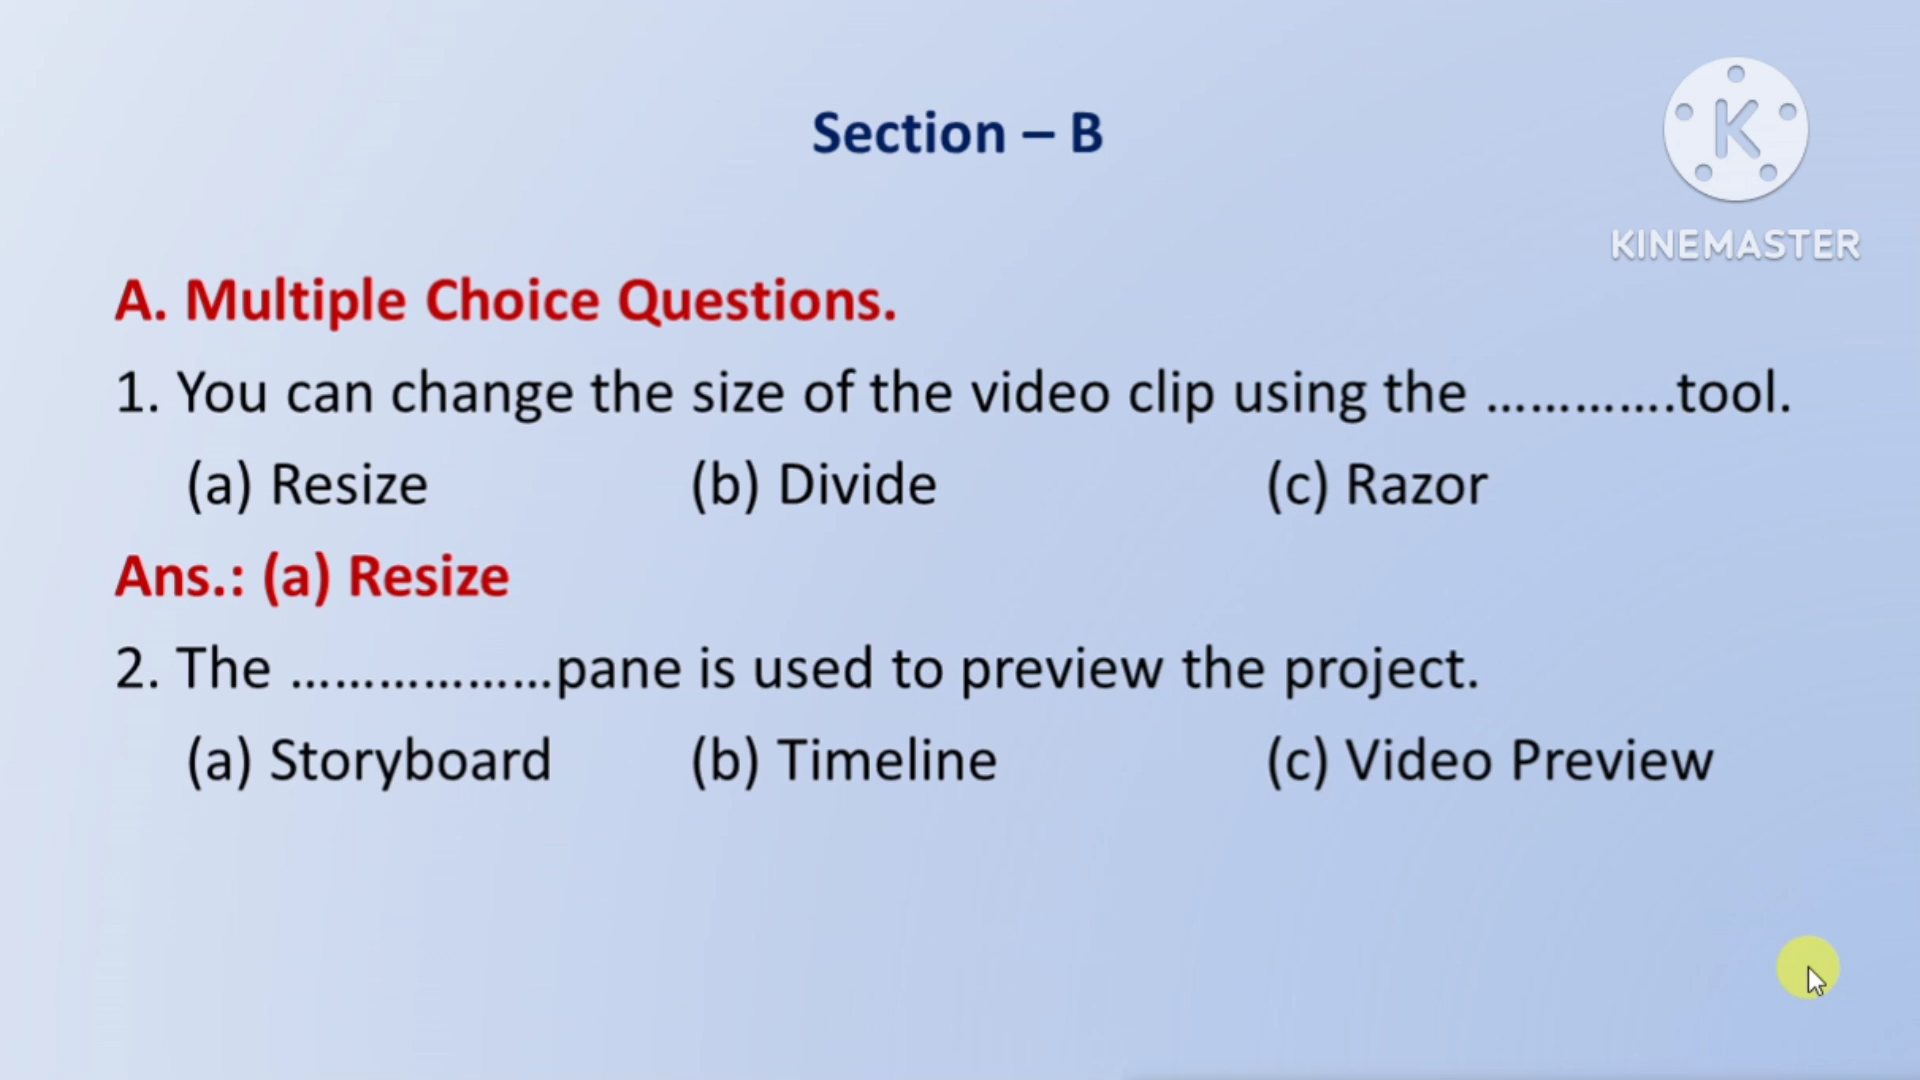 Section – B
K
KINEMASTER
A. Multiple Choice Questions.
1. You can change the size of the video clip using the ………….tool.
(a) Resize (b) Divide (c) Razor
Ans.: (a) Resize
2. The ………………pane is used to preview the project.
(a) Storyboard (b) Timeline (c) Video Preview